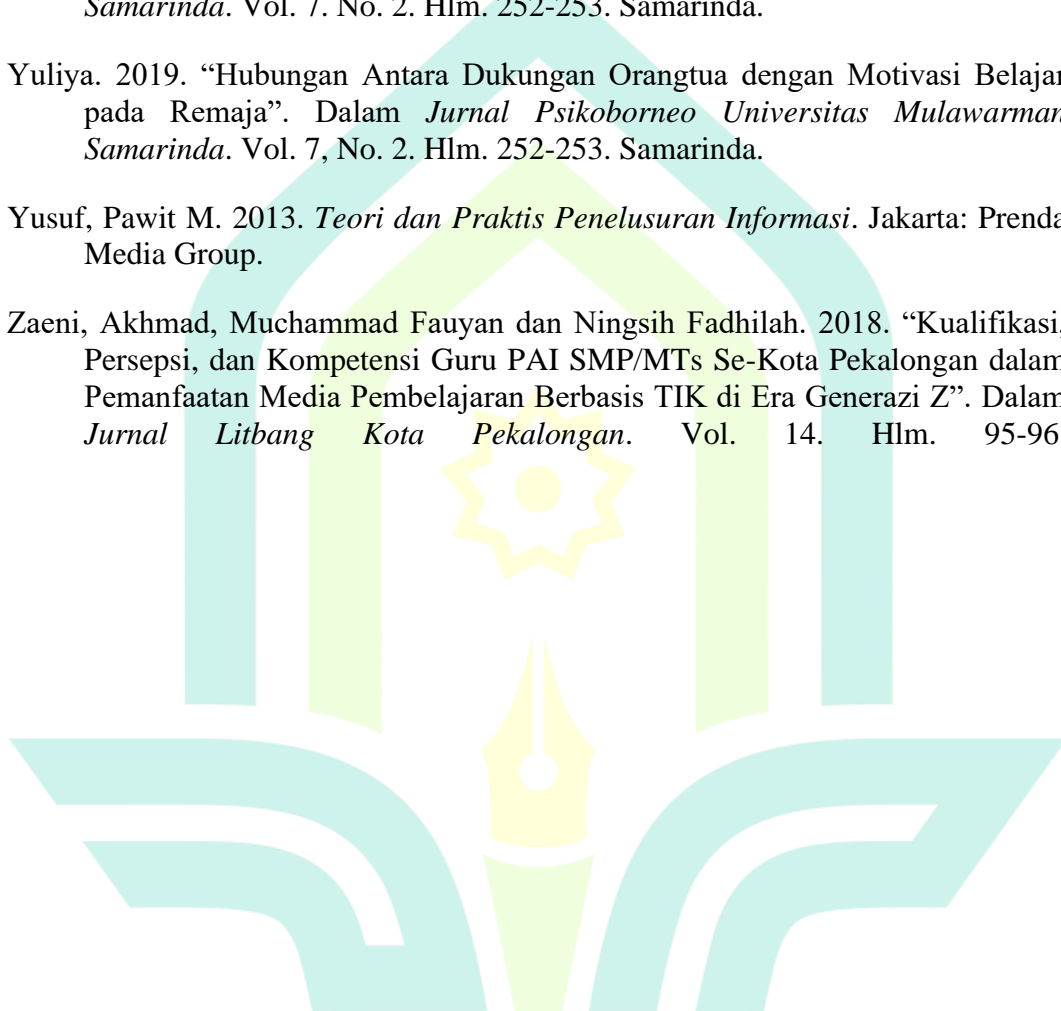 Samarinda. Vol. 7. No. 2. Hlm. 252-253. Samarinda.
Yuliya. 2019. “Hubungan Antara Dukungan Orangtua dengan Motivasi Belajar
pada Remaja”. Dalam Jurnal Psikoborneo Universitas Mulawarman
Samarinda. Vol. 7, No. 2. Hlm. 252-253. Samarinda.
Yusuf, Pawit M. 2013. Teori dan Praktis Penelusuran Informasi. Jakarta: Prenda
Media Group.
Zaeni, Akhmad, Muchammad Fauyan dan Ningsih Fadhilah. 2018. “Kualifikasi,
Persepsi, dan Kompetensi Guru PAI SMP/MTs Se-Kota Pekalongan dalam
Pemanfaatan Media Pembelajaran Berbasis TIK di Era Generazi Z”. Dalam
Jurnal Litbang Kota Pekalongan. Vol. 14. Hlm. 95-96